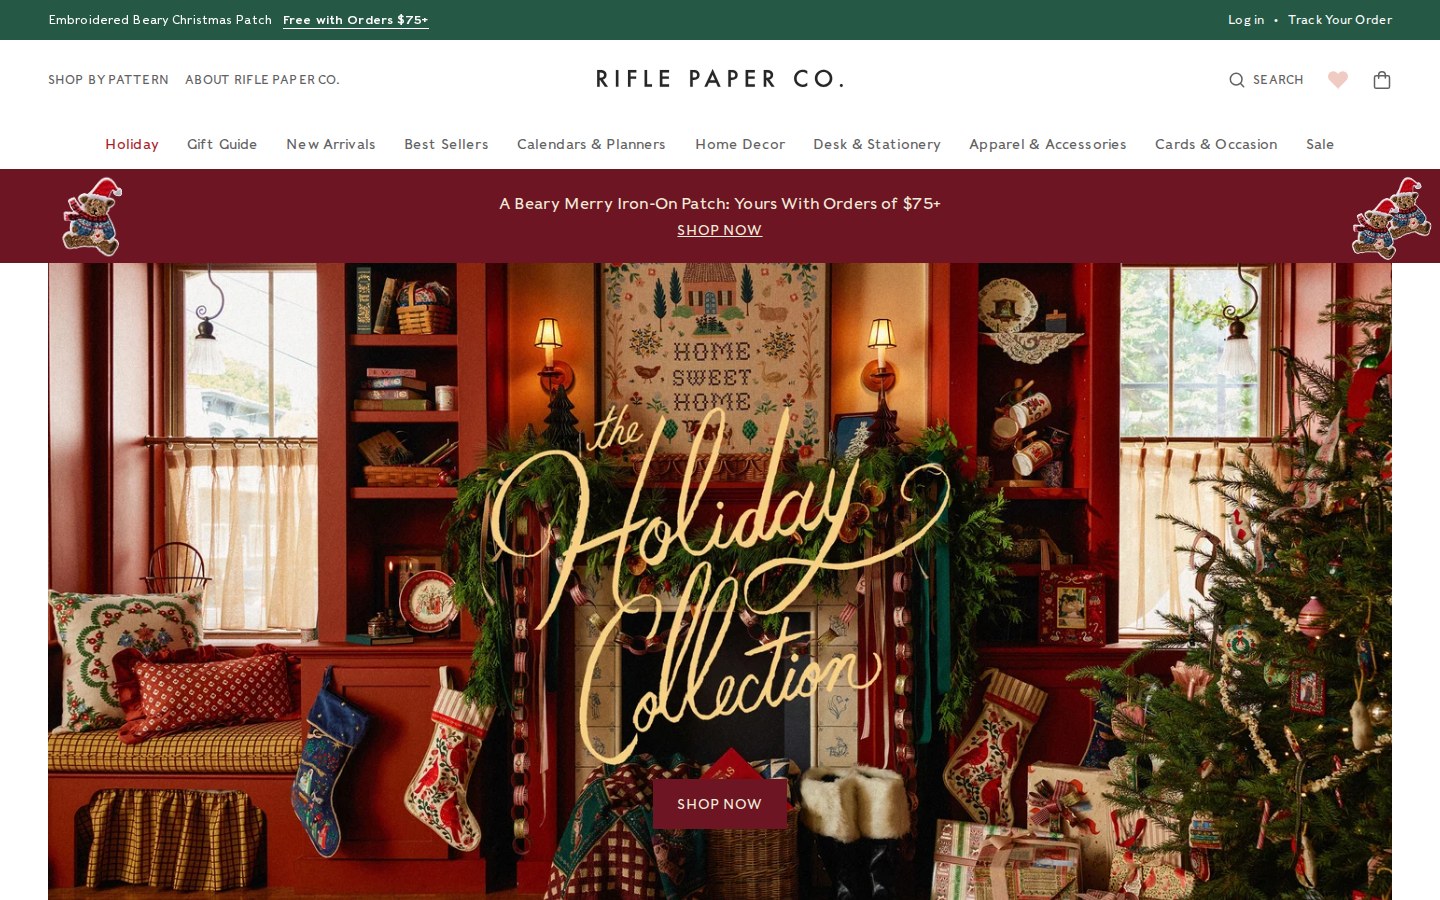 Embroidered Beary Christmas Patch Free with Orders $75+
Log in • Track Your Order
SHOP BY PATTERN ABOUT RIFLE PAPER CO.
RIFLE PAPER CO.
SEARCH
Holiday Gift Guide New Arrivals Best Sellers Calendars & Planners Home Decor Desk & Stationery Apparel & Accessories Cards & Occasion Sale
A Beary Merry Iron-On Patch: Yours With Orders of $75+
SHOP NOW
HOME
SWEET
HOME
the
Holiday
Collection
SHOP NOW